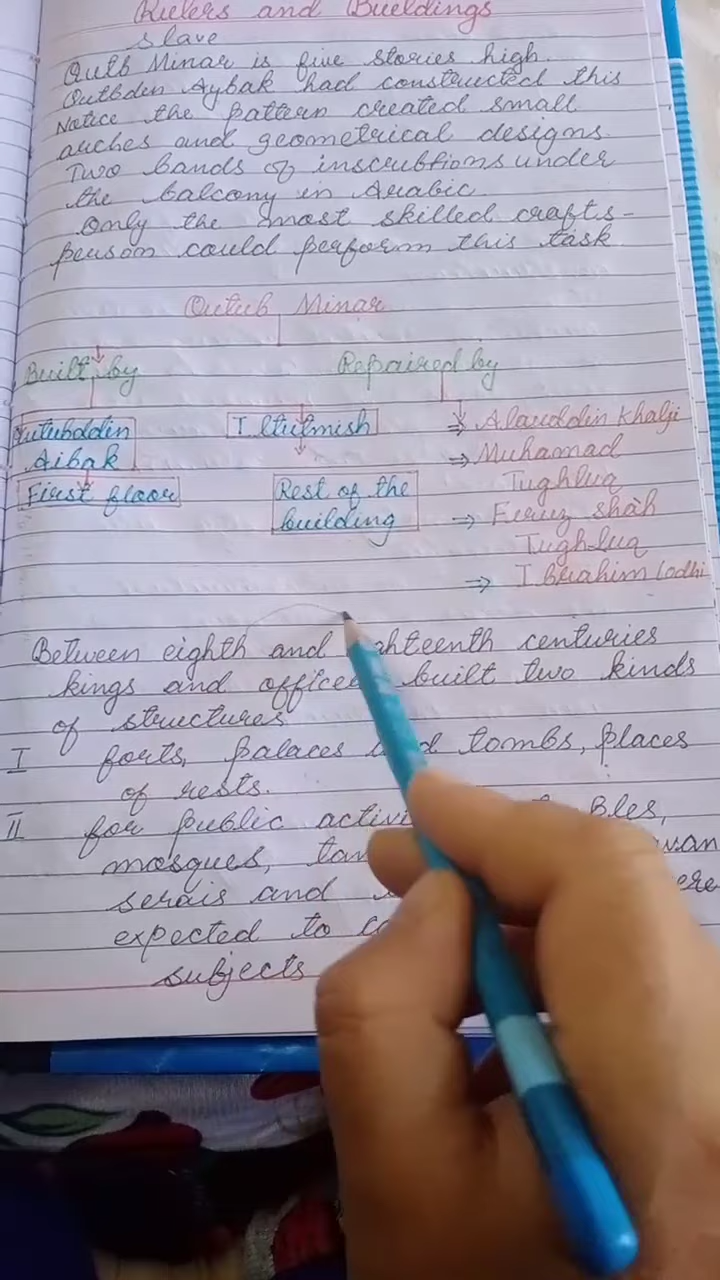 Rulers and Buildings
slave
Qutb Minar is five stories high.
Qutbden Aybak had constructed this
Notice the pattern created small
arches and geometrical designs.
Two bands of inscrubtions under
the balcony in Arabic.
Only the most skilled crafts-
person could perform this task
Qutub Minar
Built by
Repaired by
Qutubddin
Aibak
First floor
Iltutmish
Rest of the
building
⇒ Alauddin Khalji
⇒ Muhamad
Tughluq
⇒ Firuz shah
Tughluq
⇒ Ibrahim Lodhi
Between eighth and
centuries
kings and built two kinds
of structures
I forts, palaces tombs, places
of rests.
II for public
mosques,
serais and
expected to
subjects